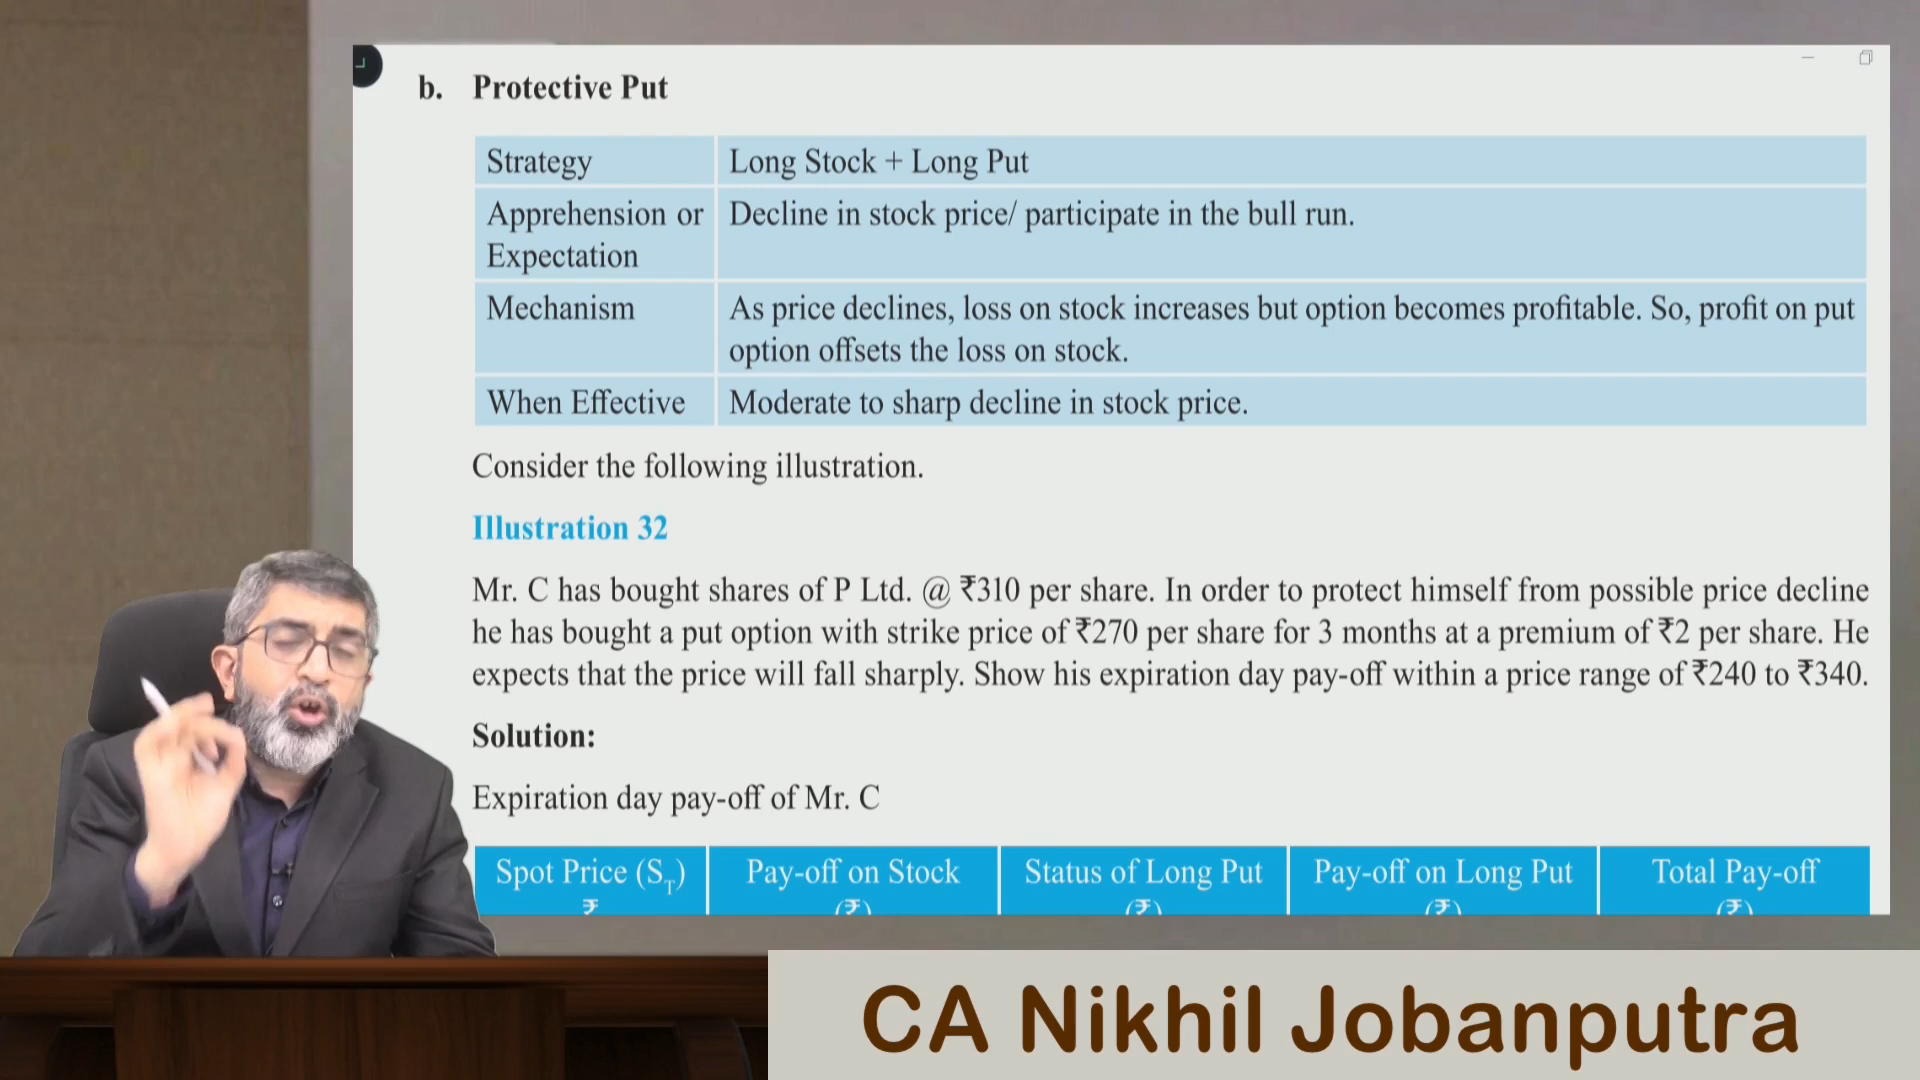 b. Protective Put
Strategy
Long Stock + Long Put
Apprehension or
Expectation
Decline in stock price/ participate in the bull run.
Mechanism
As price declines, loss on stock increases but option becomes profitable. So, profit on put
option offsets the loss on stock.
When Effective
Moderate to sharp decline in stock price.
Consider the following illustration.
Illustration 32
Mr. C has bought shares of P Ltd. @ ₹310 per share. In order to protect himself from possible price decline
he has bought a put option with strike price of ₹270 per share for 3 months at a premium of ₹2 per share. He
expects that the price will fall sharply. Show his expiration day pay-off within a price range of ₹240 to ₹340.
Solution:
Expiration day pay-off of Mr. C
Spot Price (S_T)
₹
Pay-off on Stock
(₹)
Status of Long Put
(₹)
Pay-off on Long Put
(₹)
Total Pay-off
(₹)
CA Nikhil Jobanputra